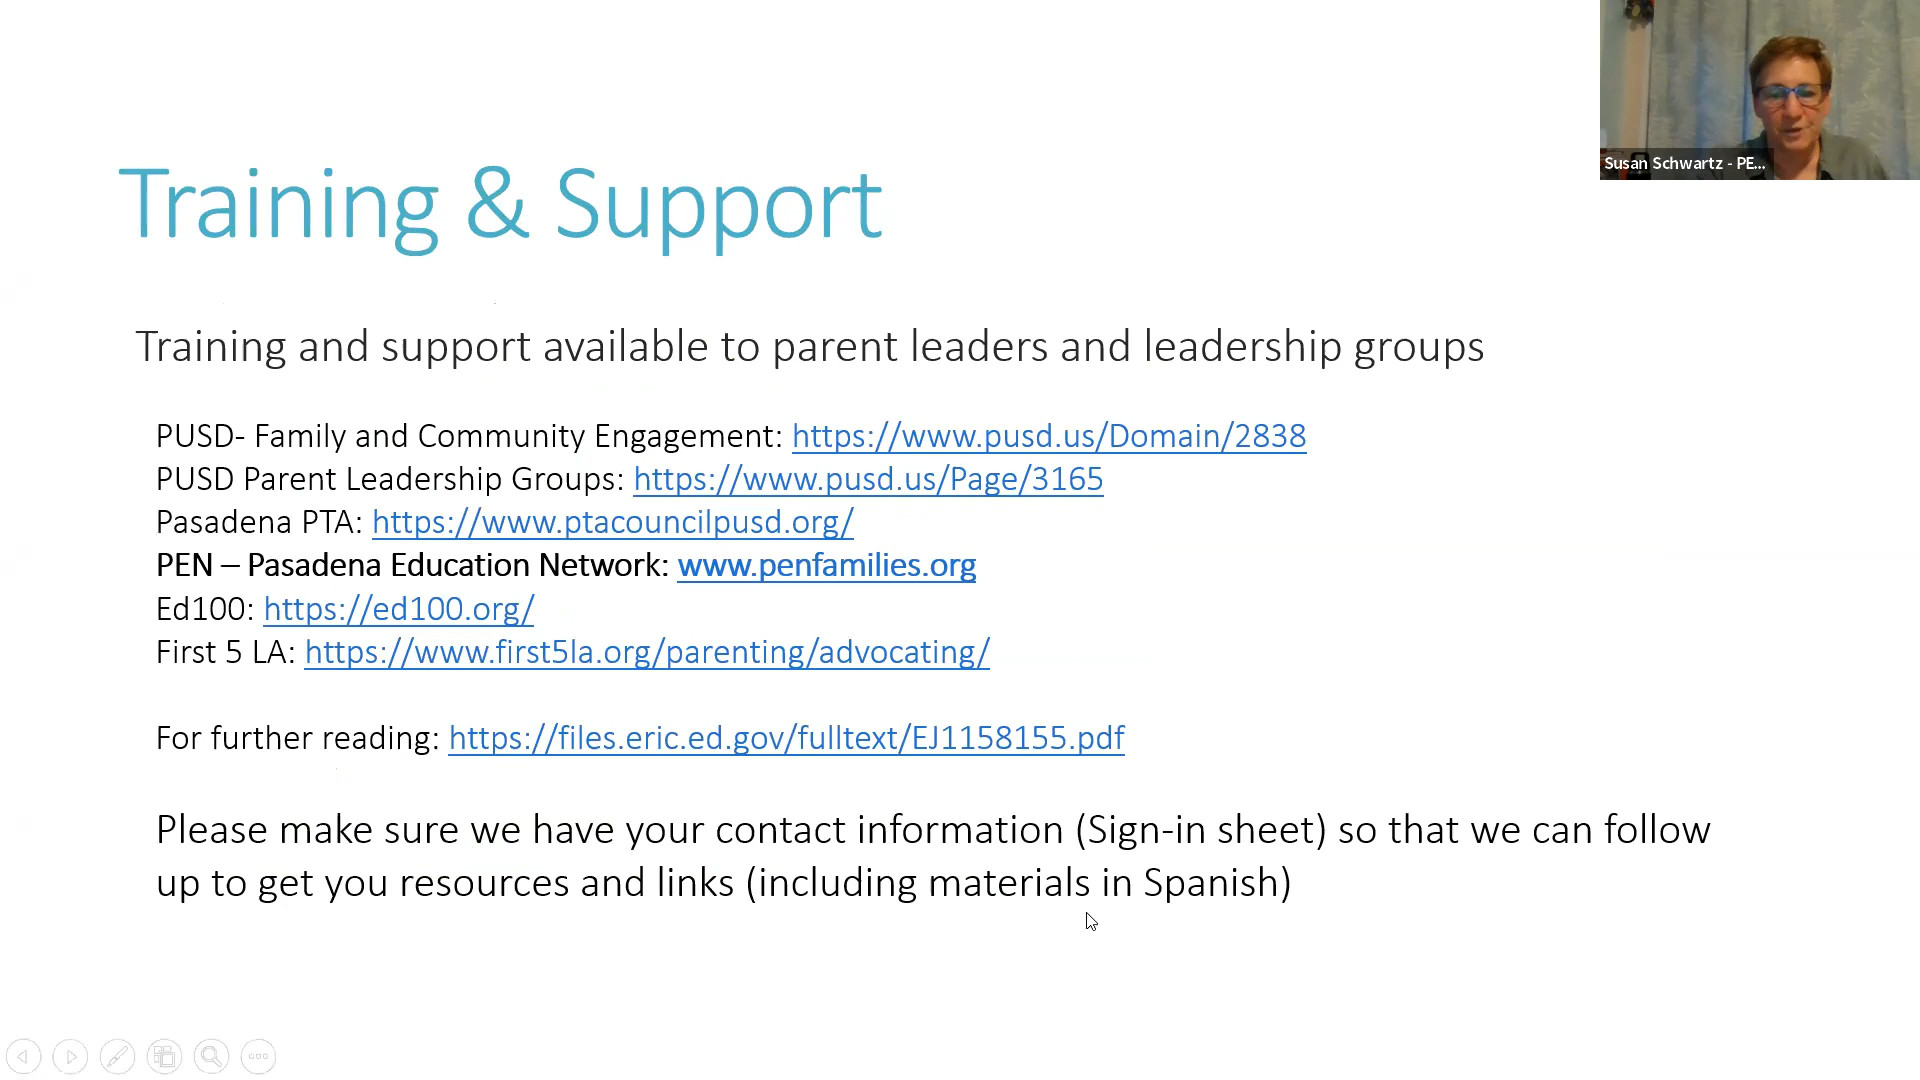 Susan Schwartz - PE...
Training & Support
Training and support available to parent leaders and leadership groups
PUSD- Family and Community Engagement: https://www.pusd.us/Domain/2838
PUSD Parent Leadership Groups: https://www.pusd.us/Page/3165
Pasadena PTA: https://www.ptacouncilpusd.org/
PEN – Pasadena Education Network: www.penfamilies.org
Ed100: https://ed100.org/
First 5 LA: https://www.first5la.org/parenting/advocating/
For further reading: https://files.eric.ed.gov/fulltext/EJ1158155.pdf
Please make sure we have your contact information (Sign-in sheet) so that we can follow
up to get you resources and links (including materials in Spanish)